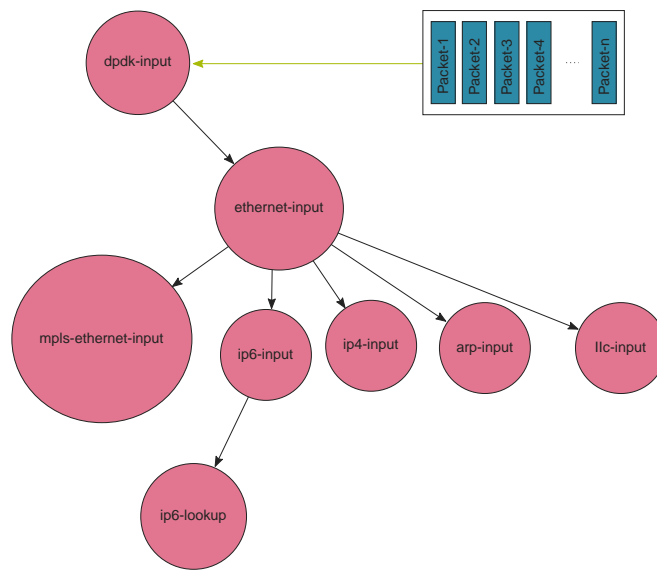 dpdk-input
Packet-1
Packet-2
Packet-3
Packet-4
....
Packet-n
ethernet-input
mpls-ethernet-input
ip6-input
ip4-input
arp-input
llc-input
ip6-lookup